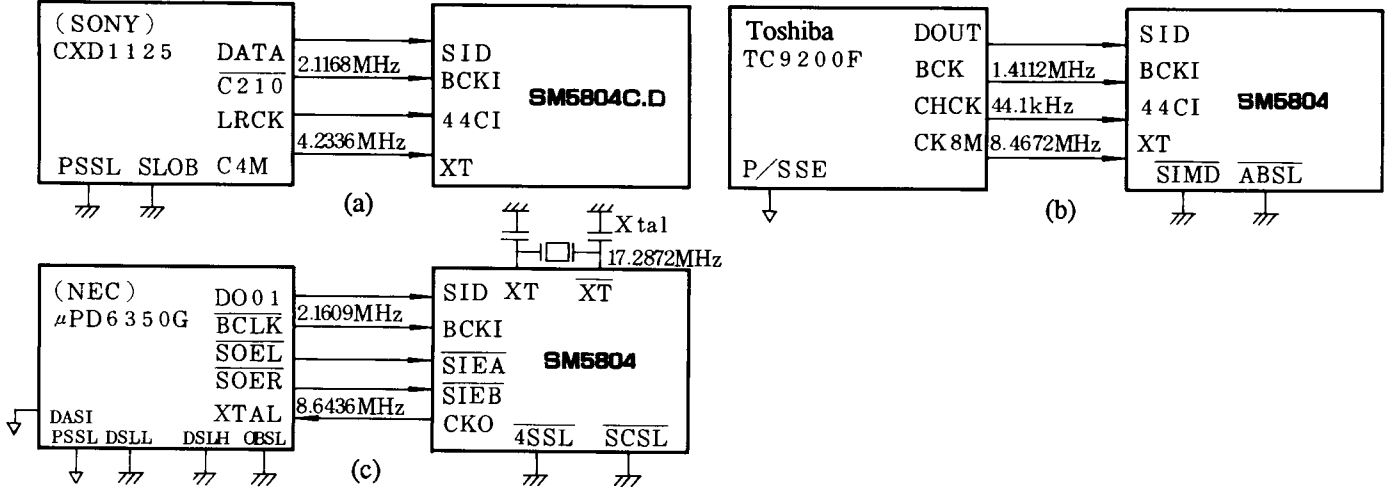 (SONY)
CXD1125
DATA
C210
LRCK
C4M
PSSL SLOB
2.1168MHz
4.2336MHz
SID
BCKI
44CI
XT
SM5804C.D
(a)
Toshiba
TC9200F
DOUT
BCK
CHCK
CK8M
P/SSE
1.4112MHz
44.1kHz
8.4672MHz
SID
BCKI
44CI
XT
SIMD ABSL
SM5804
(b)
(NEC)
μPD6350G
DO01
BCLK
SOEL
SOER
XTAL
DASI
PSSL DSLL DSLH OBSL
2.1609MHz
8.6436MHz
Xtal
17.2872MHz
SID XT XT
BCKI
SIEA
SIEB
CKO
4SSL SCSL
SM5804
(c)